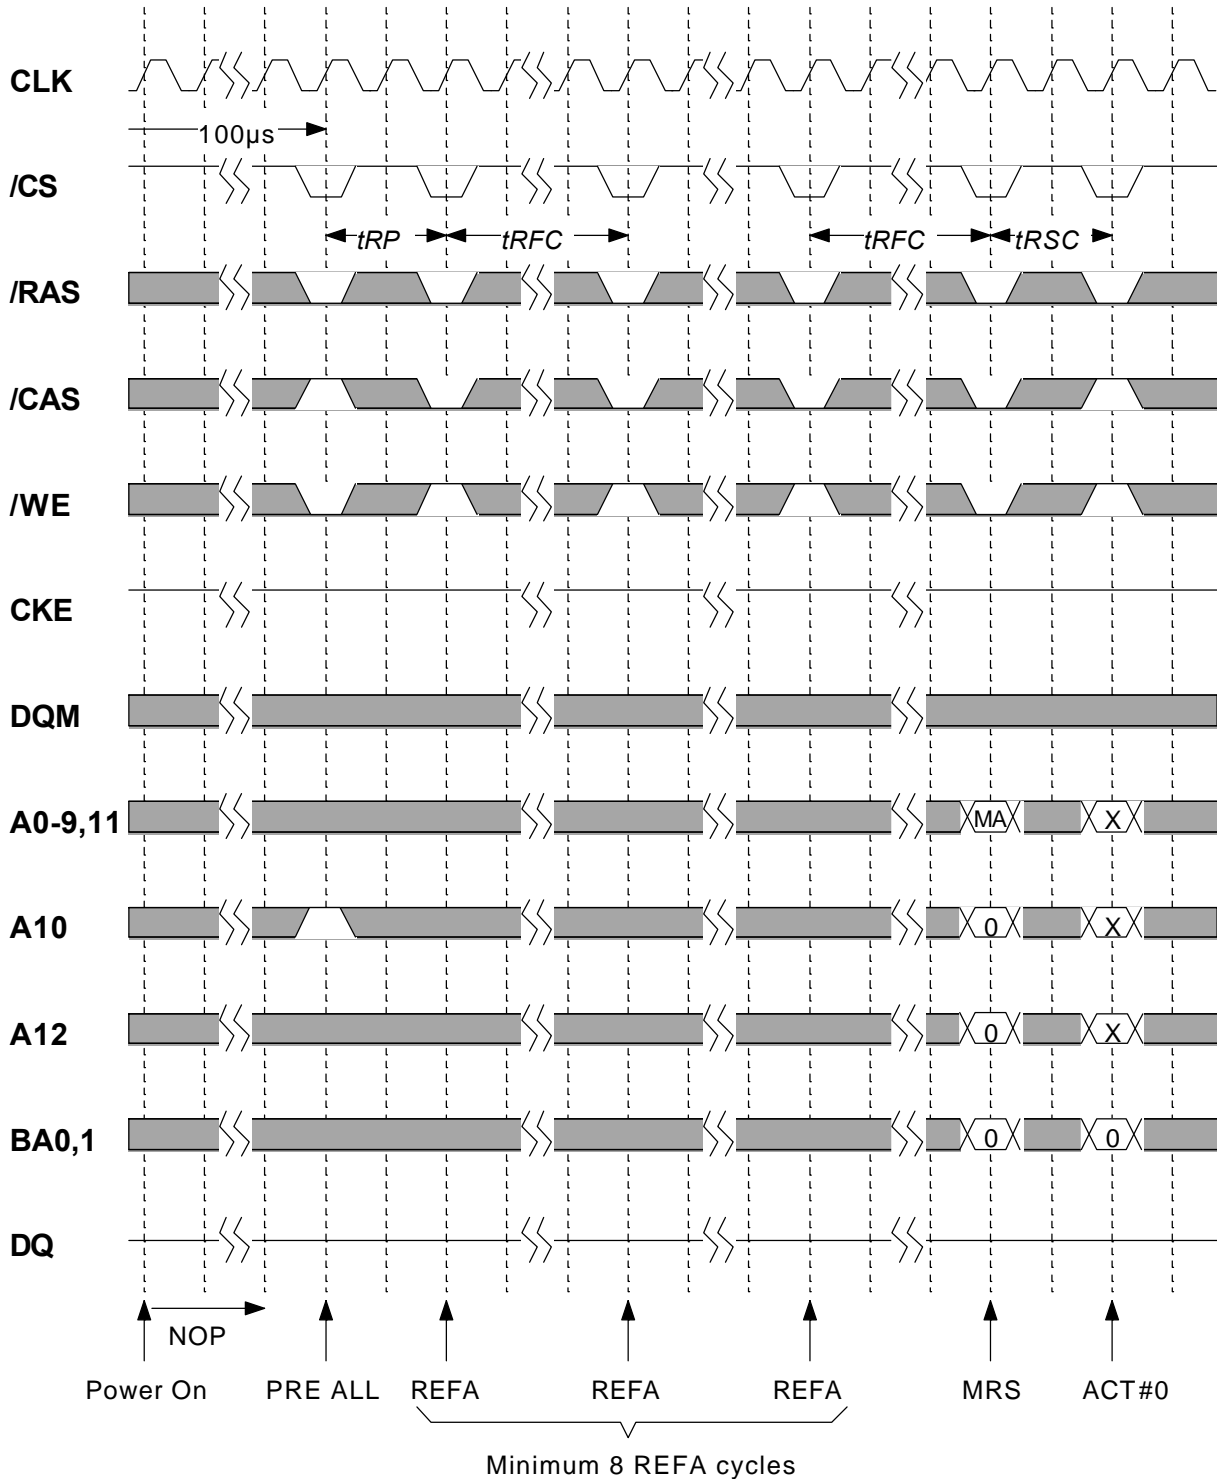 CLK
100µs
/CS
tRP tRFC tRFC tRSC
/RAS
/CAS
/WE
CKE
DQM
A0-9,11 MA X
A10 0 X
A12 0 X
BA0,1 0 0
DQ
NOP
Power On PRE ALL REFA REFA REFA MRS ACT#0
Minimum 8 REFA cycles